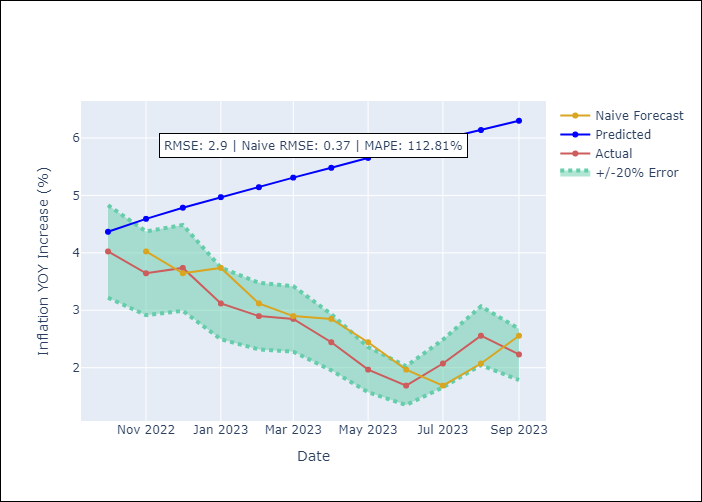 RMSE: 2.9 | Naive RMSE: 0.37 | MAPE: 112.81%
Naive Forecast
Predicted
Actual
+/-20% Error
Inflation YOY Increase (%)
6
5
4
3
2
Nov 2022
Jan 2023
Mar 2023
May 2023
Jul 2023
Sep 2023
Date